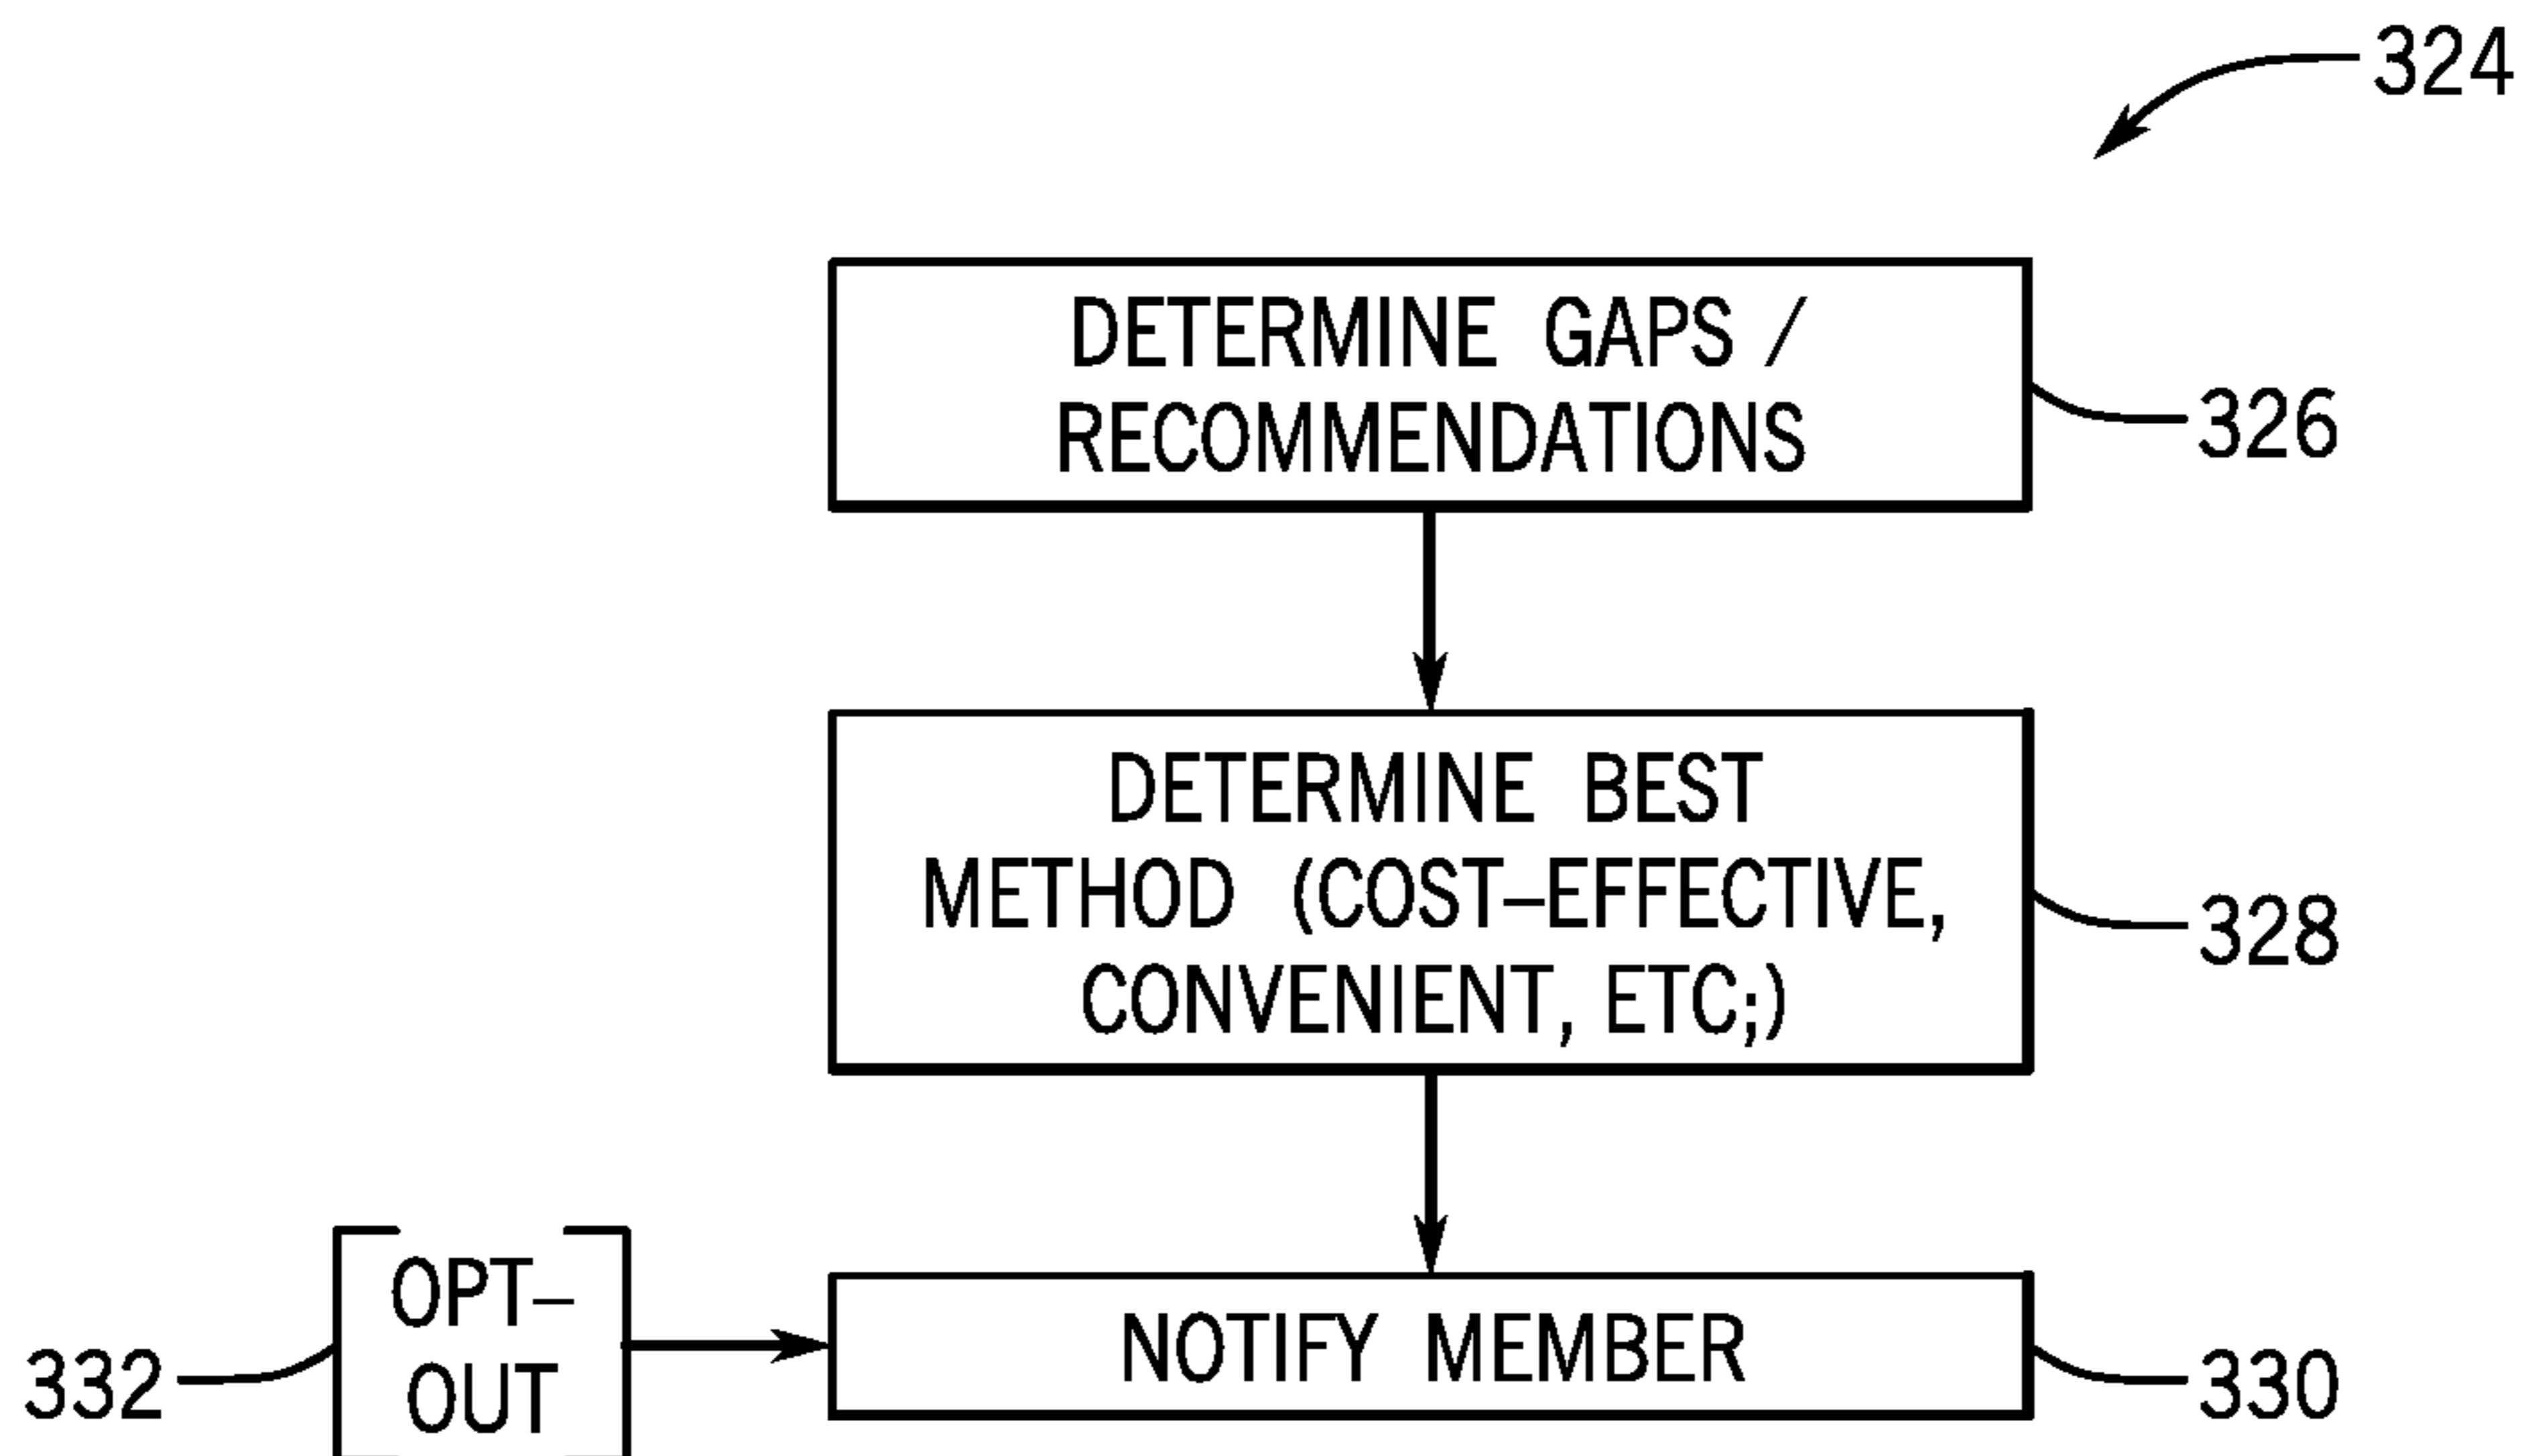 324
DETERMINE GAPS /
RECOMMENDATIONS
326
DETERMINE BEST
METHOD (COST–EFFECTIVE,
CONVENIENT, ETC;)
328
OPT–
OUT
332
NOTIFY MEMBER
330